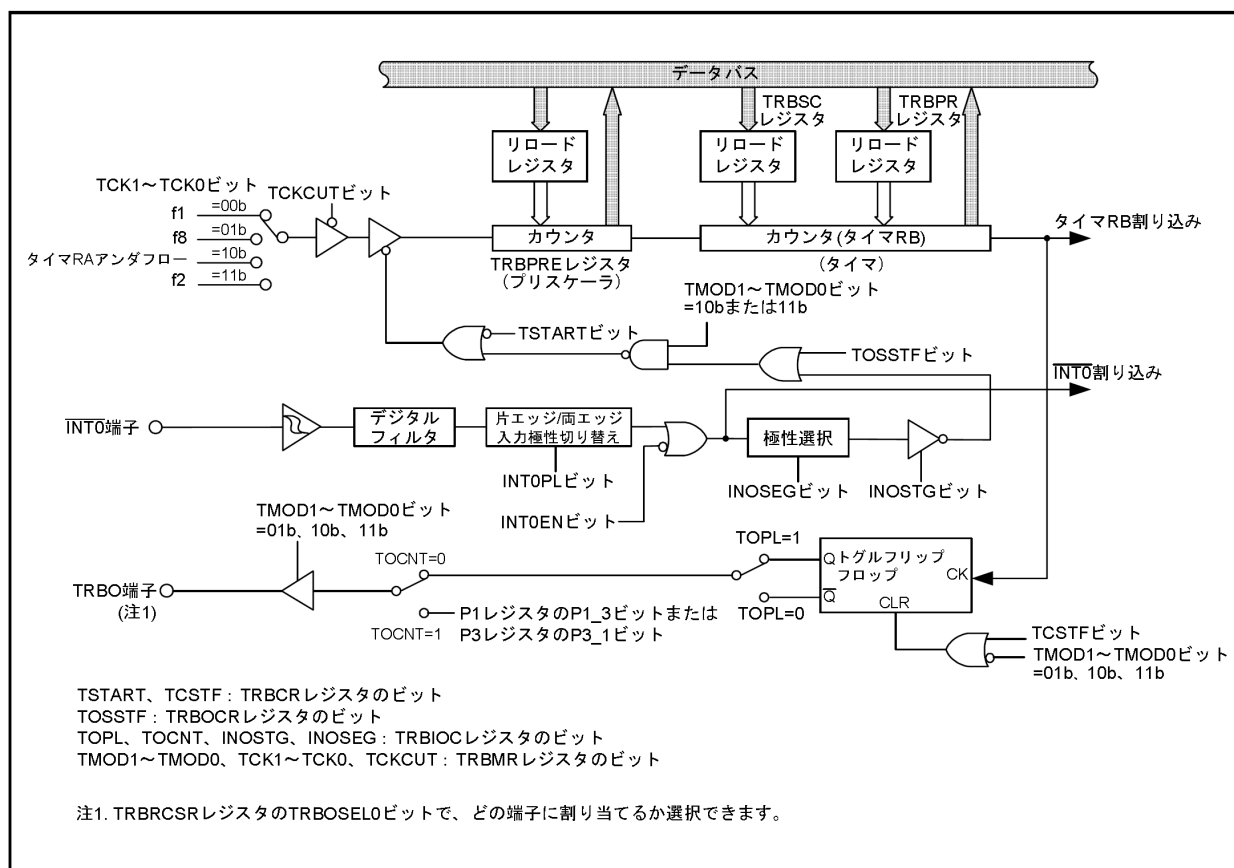 データバス
TRBSC
レジスタ
TRBPR
レジスタ
リロード
レジスタ
リロード
レジスタ
リロード
レジスタ
TCK1～TCK0ビット
TCKCUTビット
f1
=00b
f8
=01b
タイマRAアンダフロー
=10b
f2
=11b
カウンタ
TRBPREレジスタ
(プリスケーラ)
カウンタ(タイマRB)
(タイマ)
タイマRB割り込み
TMOD1～TMOD0ビット
=10bまたは11b
TSTARTビット
TOSSTFビット
INT0割り込み
INT0端子
デジタル
フィルタ
片エッジ/両エッジ
入力極性切り替え
極性選択
INT0PLビット
INOSEGビット
INOSTGビット
INT0ENビット
TMOD1～TMOD0ビット
=01b、10b、11b
TOCNT=0
TOPL=1
Q
トグルフリップ
フロップ
CK
Q
CLR
TRBO端子
(注1)
TOPL=0
P1レジスタのP1_3ビットまたは
TOCNT=1
P3レジスタのP3_1ビット
TCSTFビット
TMOD1～TMOD0ビット
=01b、10b、11b
TSTART、TCSTF：TRBCRレジスタのビット
TOSSTF：TRBOCRレジスタのビット
TOPL、TOCNT、INOSTG、INOSEG：TRBIOCレジスタのビット
TMOD1～TMOD0、TCK1～TCK0、TCKCUT：TRBMRレジスタのビット
注1. TRBRCSRレジスタのTRBOSEL0ビットで、どの端子に割り当てるか選択できます。